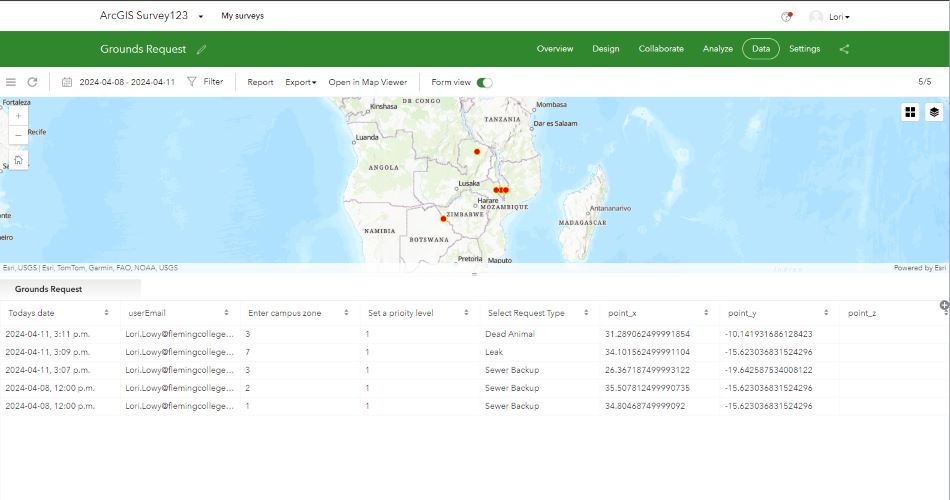 ArcGIS Survey123 My surveys Lori
Grounds Request Overview Design Collaborate Analyze Data Settings
2024-04-08 - 2024-04-11 Filter Report Export Open in Map Viewer Form view 5/5
Fortaleza
Recife
Kinshasa
DR CONGO
Mombasa
TANZANIA
Dar es Salaam
Luanda
ANGOLA
Lusaka
Harare
MOZAMBIQUE
Antananarivo
ZIMBABWE
MADAGASCAR
NAMIBIA
BOTSWANA
Pretoria
Maputo
onte
neiro
Indian
Esri, USGS | Esri, TomTom, Garmin, FAO, NOAA, USGS Powered by Esri
Grounds Request
Todays date userEmail Enter campus zone Set a prioity level Select Request Type point_x point_y point_z
2024-04-11, 3:11 p.m. Lori.Lowy@flemingcollege... 3 1 Dead Animal 31.289062499991854 -10.141931686128423
2024-04-11, 3:09 p.m. Lori.Lowy@flemingcollege... 7 1 Leak 34.101562499991104 -15.623036831524296
2024-04-11, 3:07 p.m. Lori.Lowy@flemingcollege... 3 1 Sewer Backup 26.367187499993122 -19.642587534008122
2024-04-08, 12:00 p.m. Lori.Lowy@flemingcollege... 2 1 Sewer Backup 35.507812499990735 -15.623036831524296
2024-04-08, 12:00 p.m. Lori.Lowy@flemingcollege... 1 1 Sewer Backup 34.80468749999092 -15.623036831524296